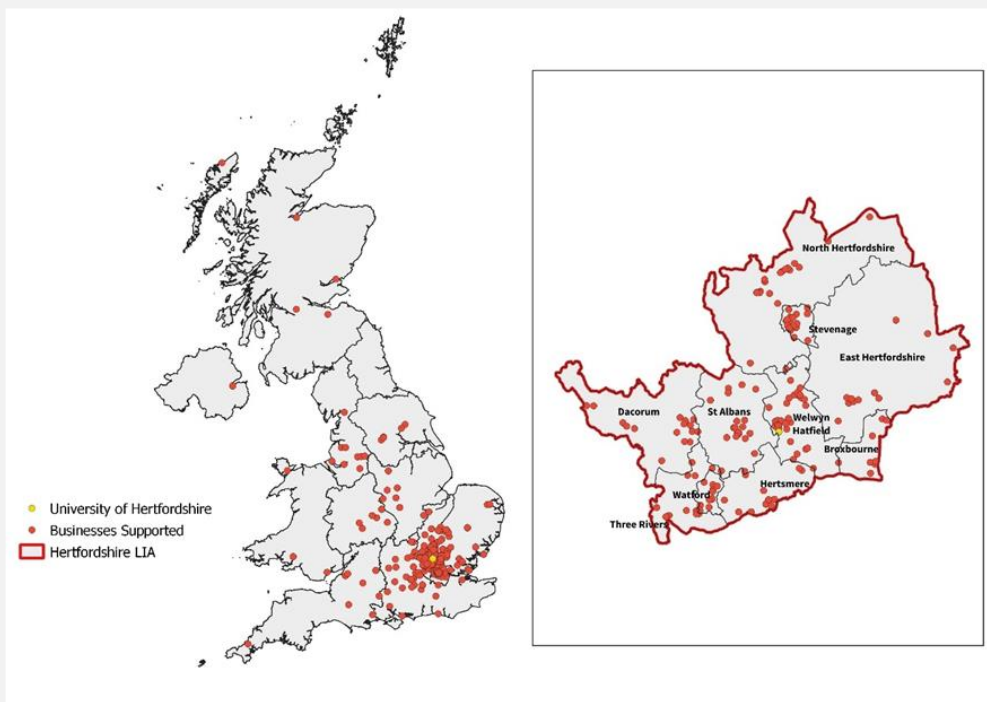 University of Hertfordshire
Businesses Supported
Hertfordshire LIA
North Hertfordshire
Stevenage
East Hertfordshire
Dacorum
St Albans
Welwyn
Hatfield
Broxbourne
Hertsmere
Watford
Three Rivers